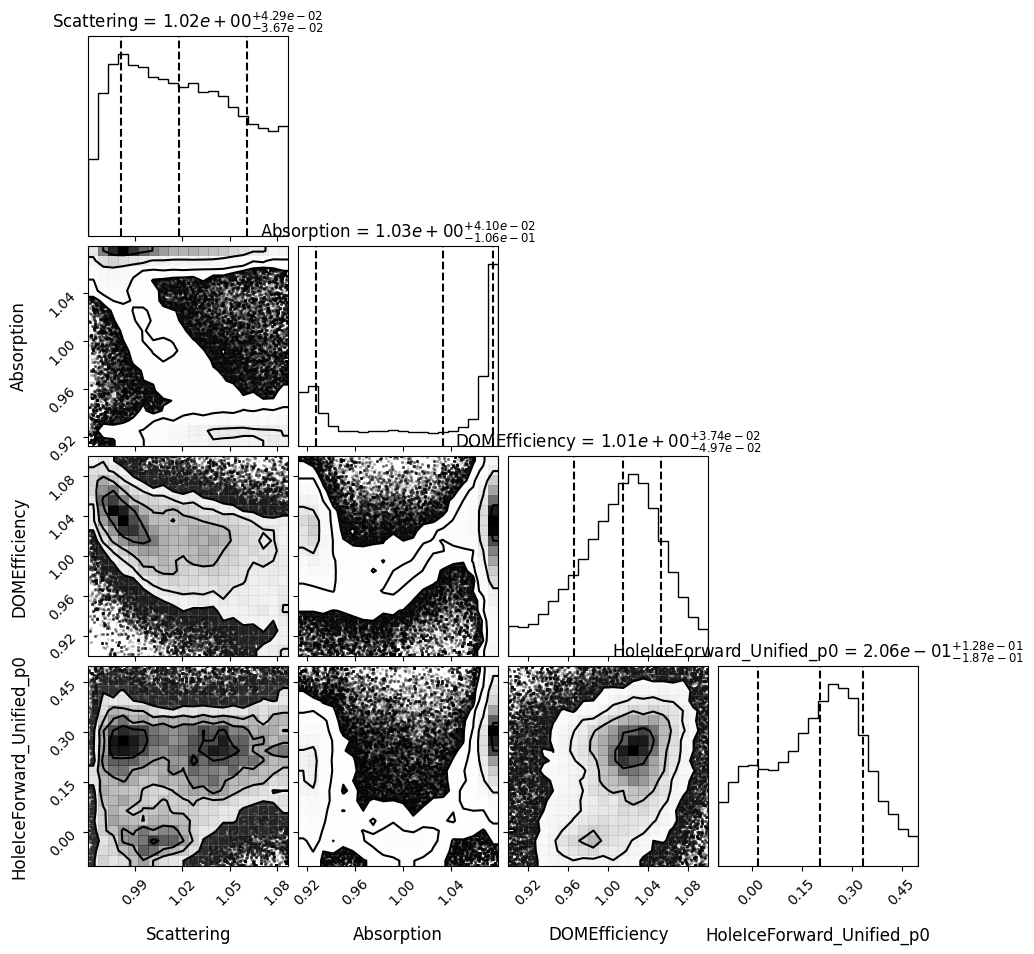 Scattering = 1.02e+00+4.29e−02 −3.67e−02
Absorption = 1.03e+00+4.10e−02 −1.06e−01
Absorption
1.04
1.00
0.96
0.92
DOMEfficiency = 1.01e+00+3.74e−02 −4.97e−02
DOMEfficiency
1.08
1.04
1.00
0.96
0.92
HoleIceForward_Unified_p0 = 2.06e−01+1.28e−01 −1.87e−01
HoleIceForward_Unified_p0
0.45
0.30
0.15
0.00
0.99 1.02 1.05 1.08
0.92 0.96 1.00 1.04
0.92 0.96 1.00 1.04 1.08
0.00 0.15 0.30 0.45
Scattering
Absorption
DOMEfficiency
HoleIceForward_Unified_p0